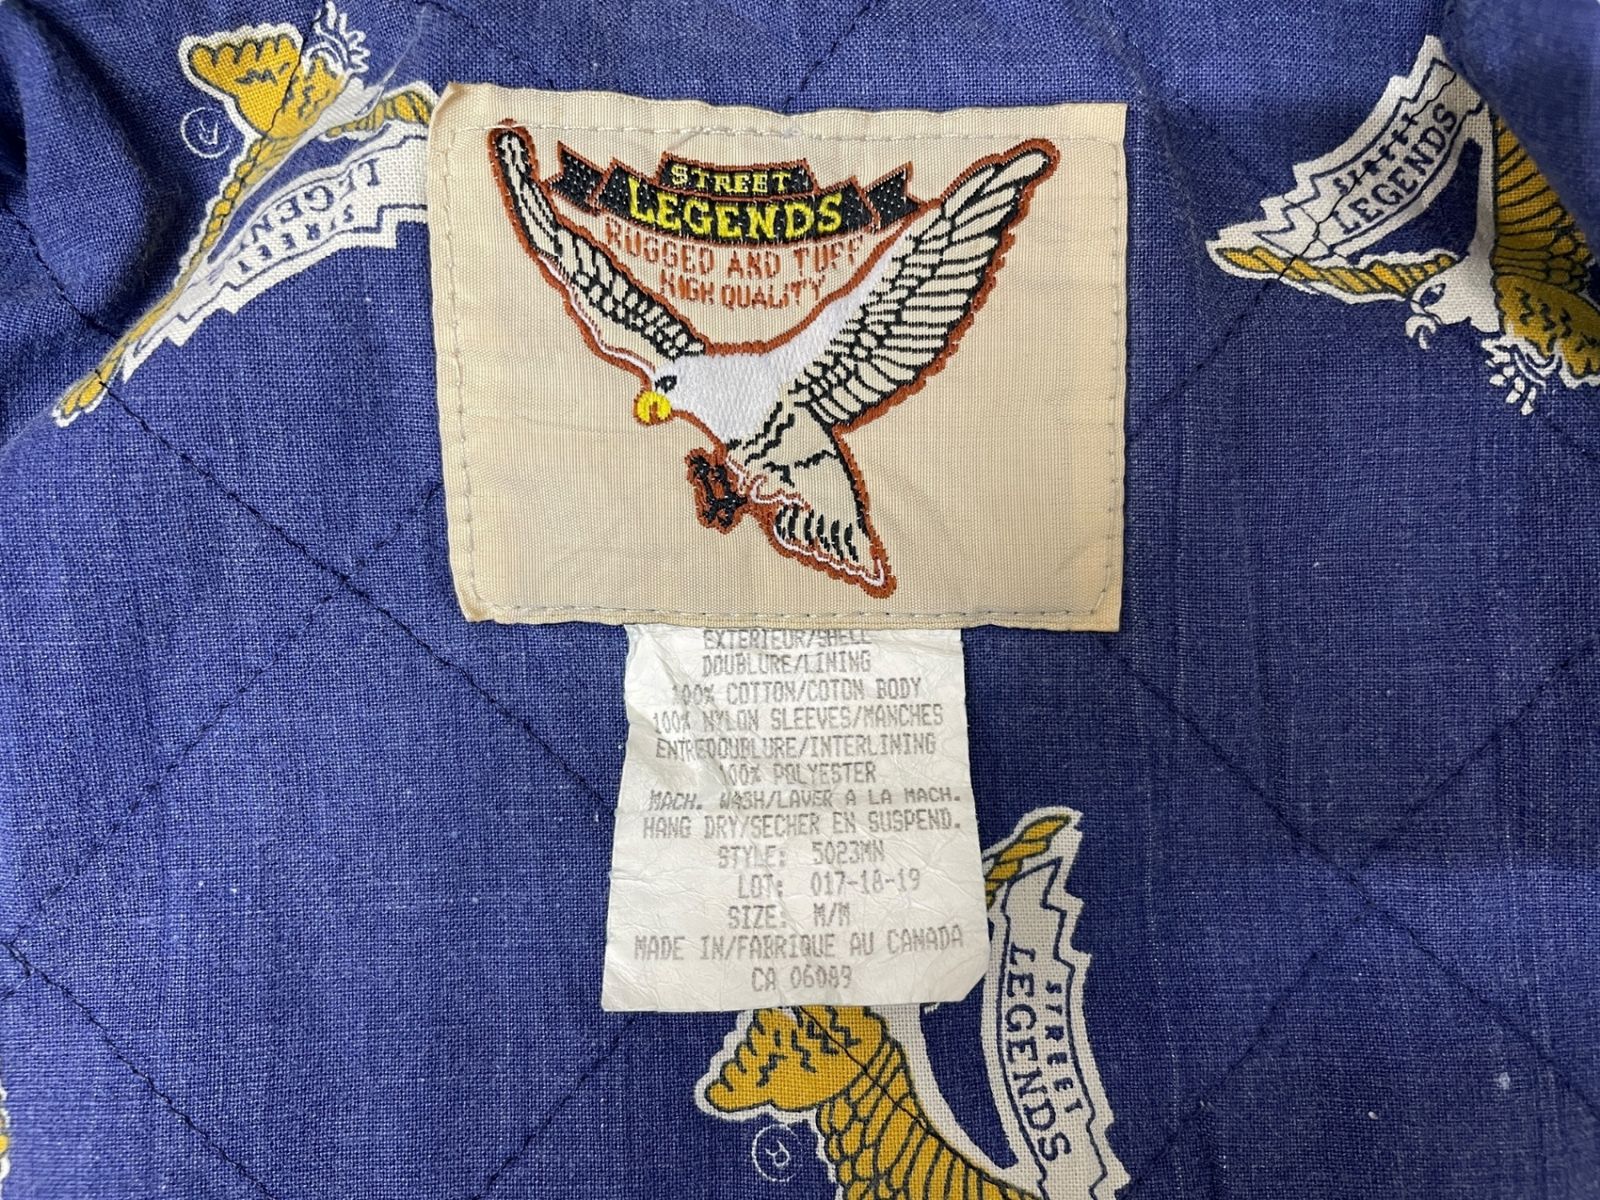 STREET
LEGENDS
RUGGED AND TUFF
HIGH QUALITY
STREET
LEGENDS
STREET
LEGENDS
EXTERIEUR/SHELL
DOUBLURE/LINING
100% COTTON/COTON BODY
100% NYLON SLEEVES/MANCHES
ENTREDOUBLURE/INTERLINING
100% POLYESTER
MACH. WASH/LAVER A LA MACH.
HANG DRY/SECHER EN SUSPEND.
STYLE: 5023MN
LOT: 017-18-19
SIZE: M/M
MADE IN/FABRIQUE AU CANADA
CA 06089
STREET
LEGENDS
®